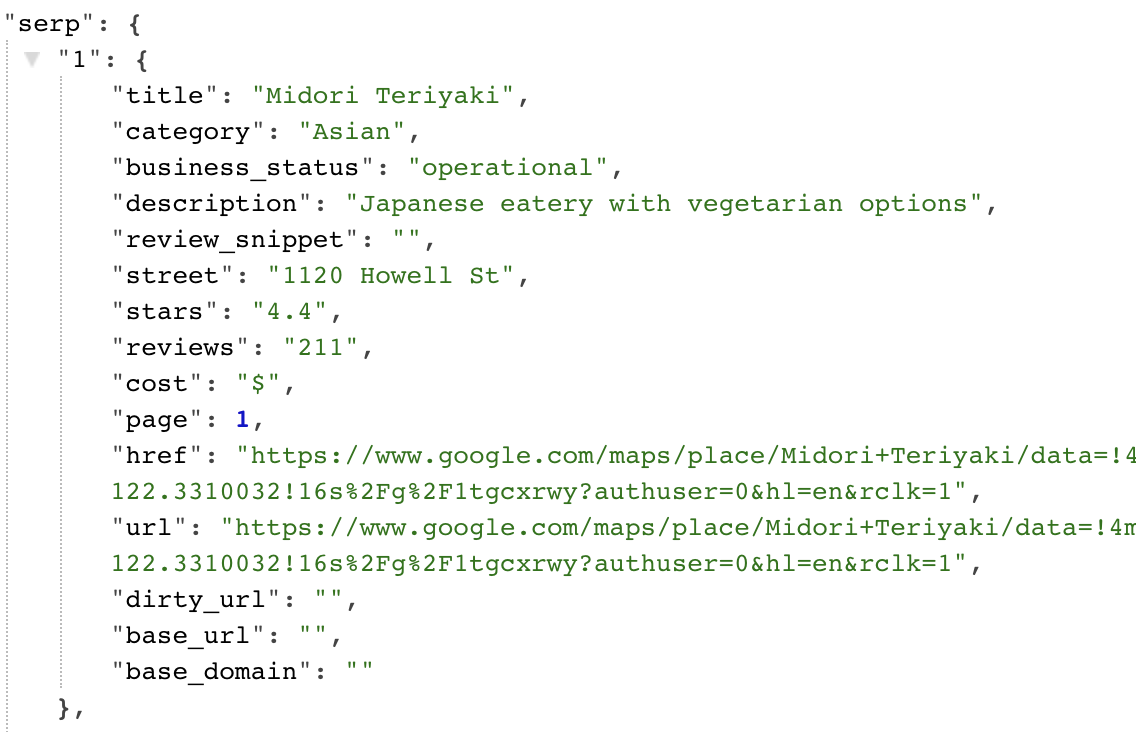 "serp": {
"1": {
"title": "Midori Teriyaki",
"category": "Asian",
"business_status": "operational",
"description": "Japanese eatery with vegetarian options",
"review_snippet": "",
"street": "1120 Howell St",
"stars": "4.4",
"reviews": "211",
"cost": "$",
"page": 1,
"href": "https://www.google.com/maps/place/Midori+Teriyaki/data=!4
122.3310032!16s%2Fg%2F1tgcxrwy?authuser=0&hl=en&rclk=1",
"url": "https://www.google.com/maps/place/Midori+Teriyaki/data=!4m
122.3310032!16s%2Fg%2F1tgcxrwy?authuser=0&hl=en&rclk=1",
"dirty_url": "",
"base_url": "",
"base_domain": ""
},